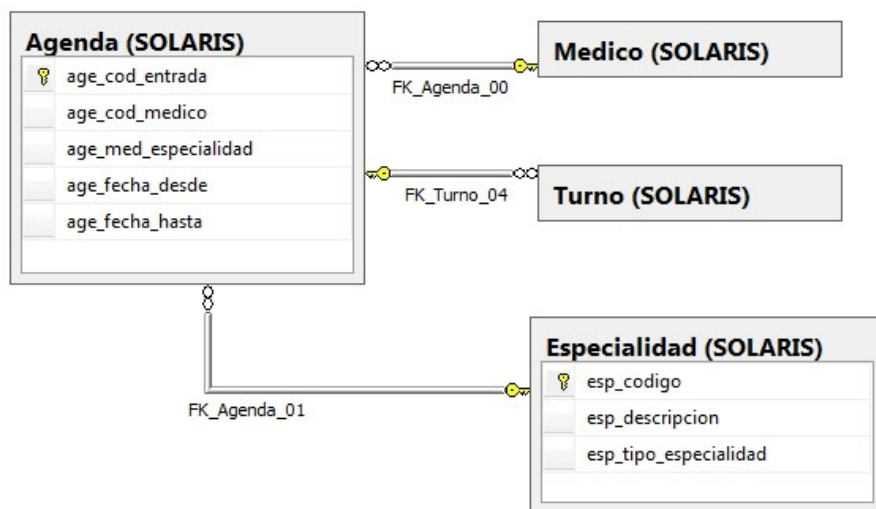 Agenda (SOLARIS)
age_cod_entrada
age_cod_medico
age_med_especialidad
age_fecha_desde
age_fecha_hasta
FK_Agenda_00
Medico (SOLARIS)
FK_Turno_04
Turno (SOLARIS)
FK_Agenda_01
Especialidad (SOLARIS)
esp_codigo
esp_descripcion
esp_tipo_especialidad